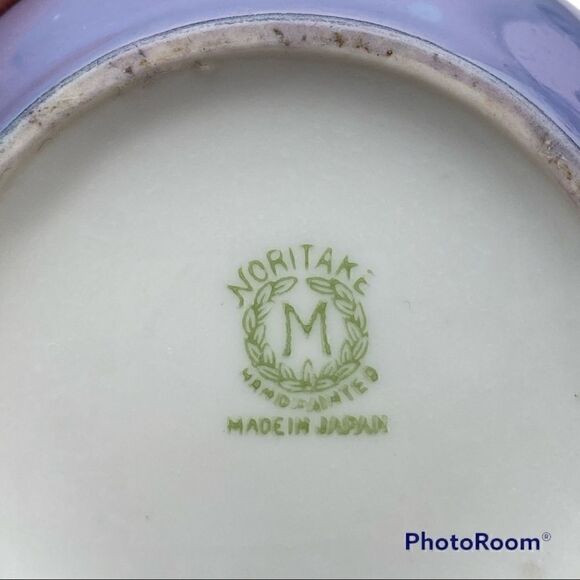 NORITAKE
M
HAND PAINTED
MADE IN JAPAN
PhotoRoom®